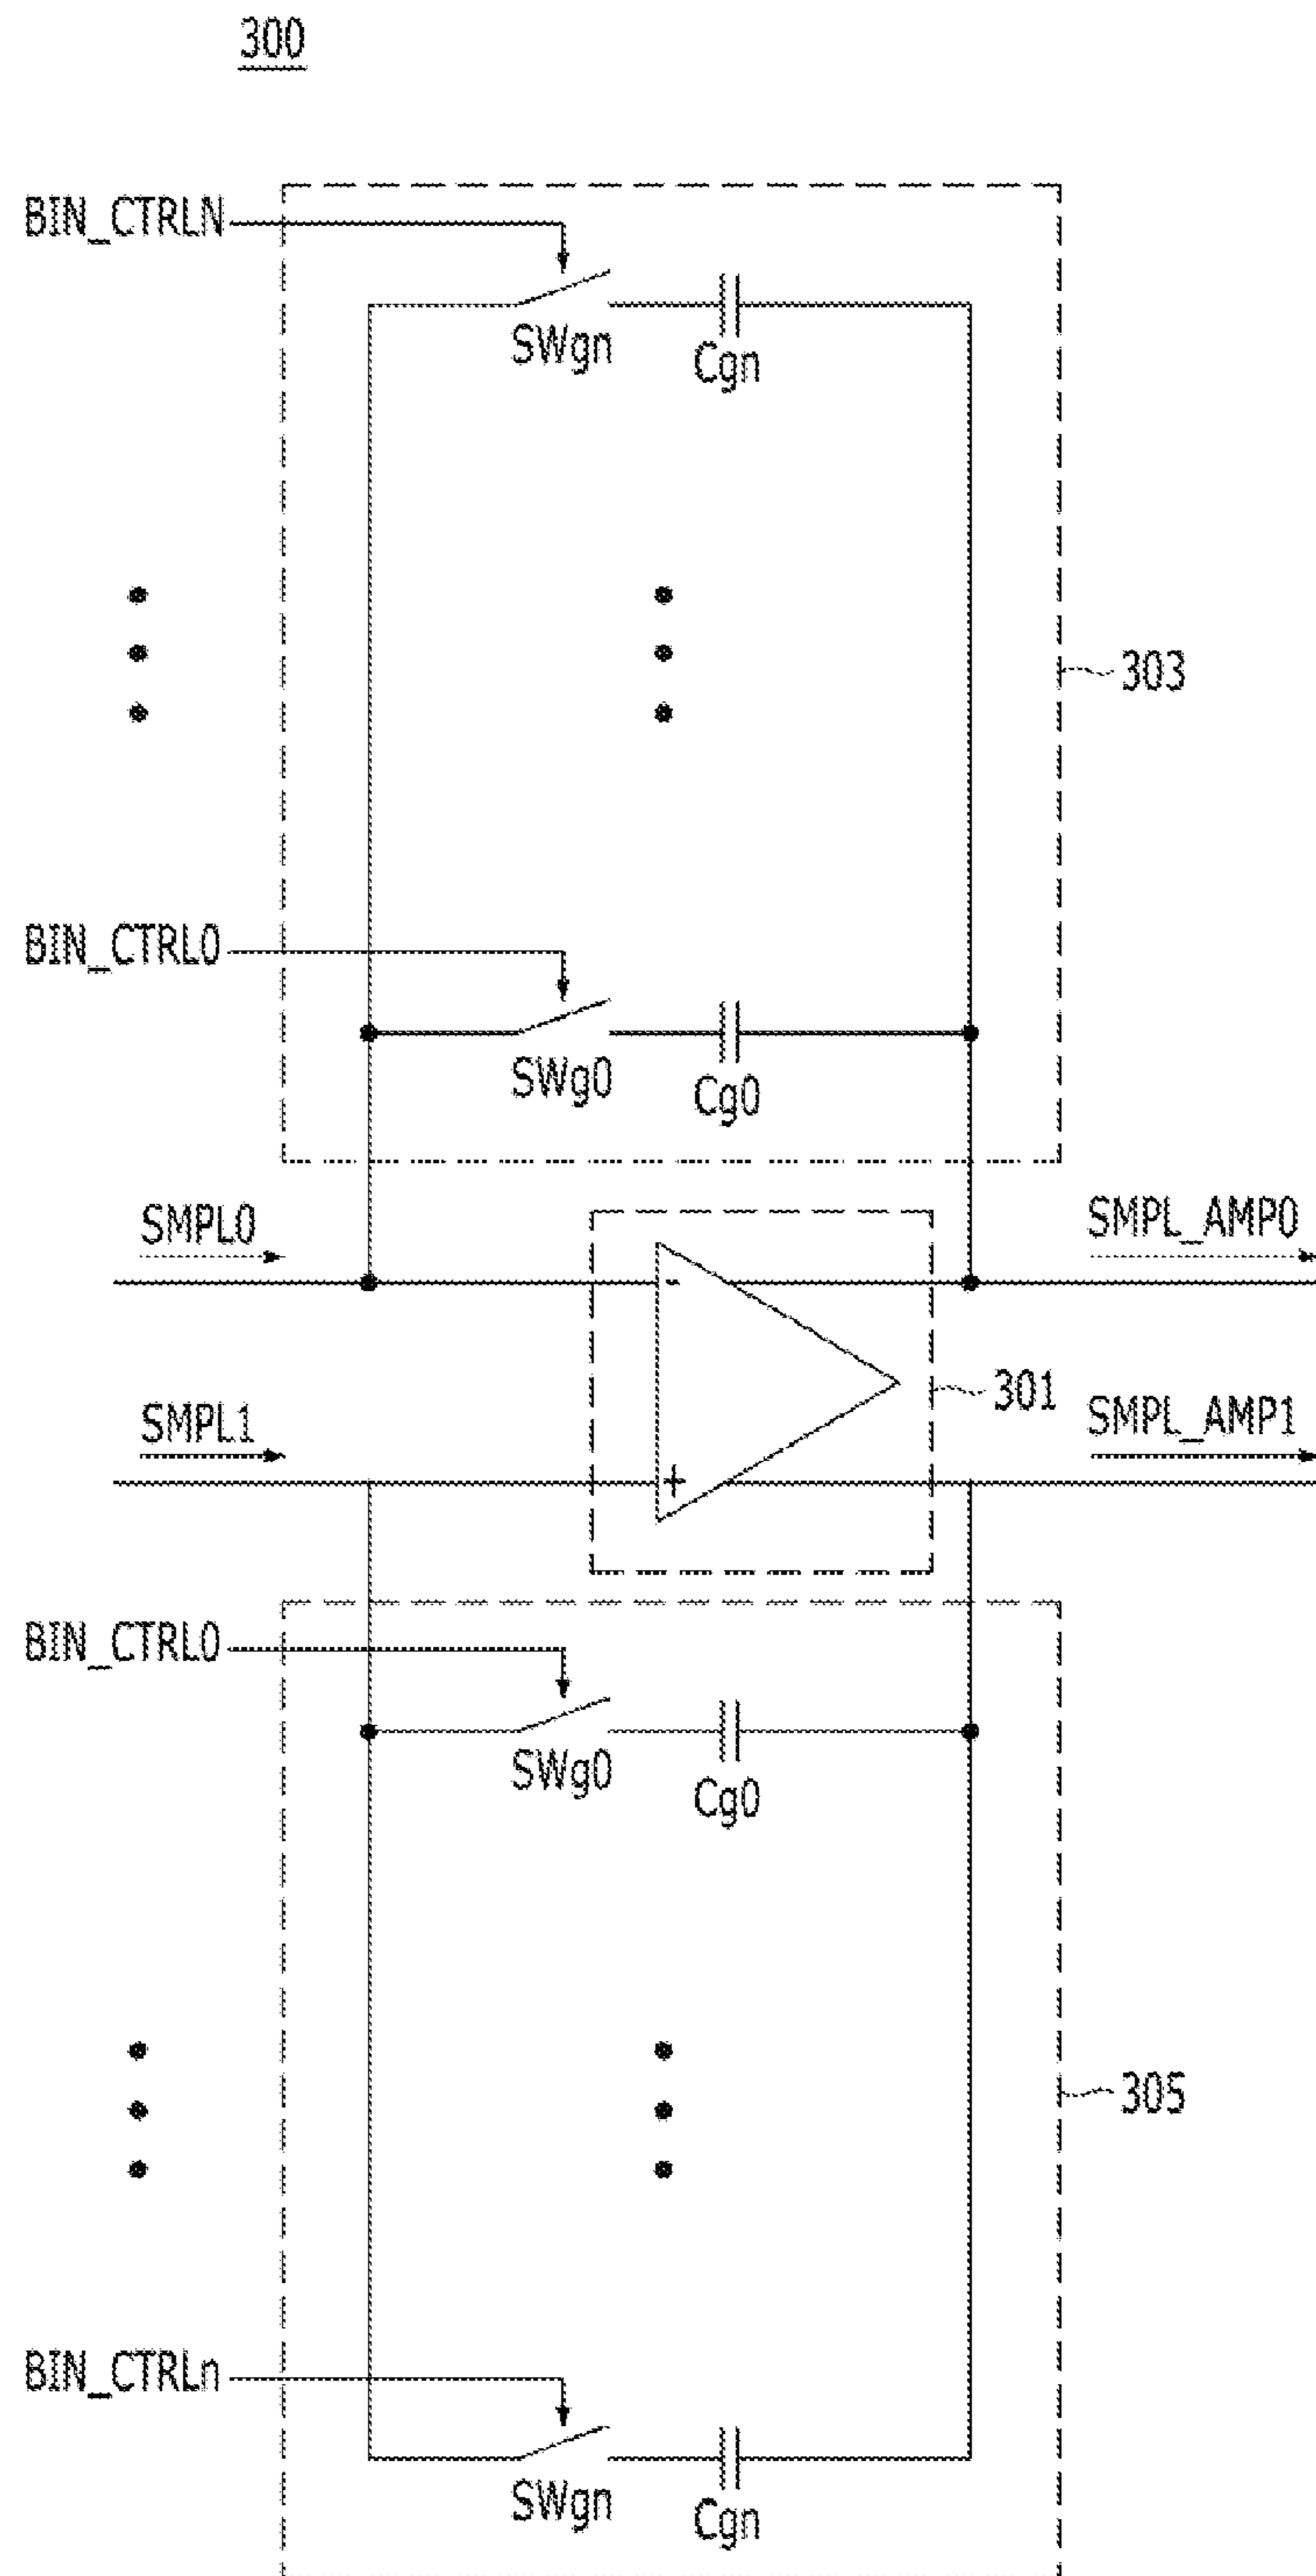 300
BIN_CTRLN
SWgn
Cgn
303
BIN_CTRL0
SWg0
Cg0
SMPL0
SMPL_AMP0
-
301
SMPL1
SMPL_AMP1
+
BIN_CTRL0
SWg0
Cg0
305
BIN_CTRLn
SWgn
Cgn